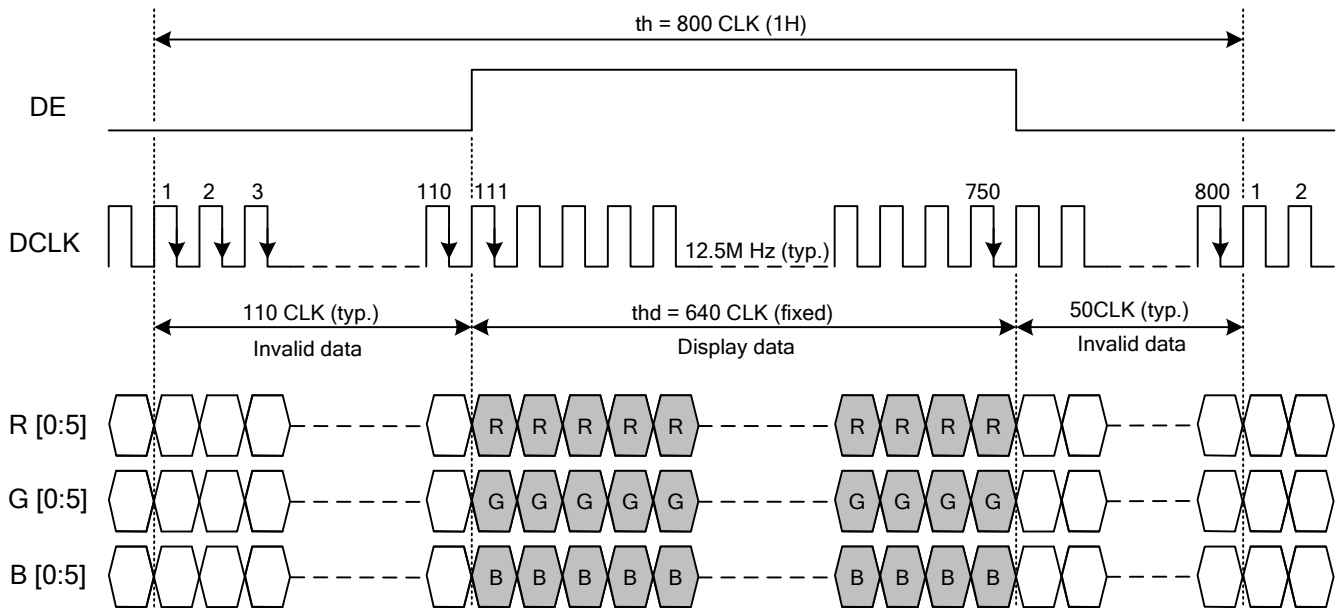 th = 800 CLK (1H)
DE
1 2 3 110 111 750 800 1 2
DCLK
12.5M Hz (typ.)
110 CLK (typ.) thd = 640 CLK (fixed) 50CLK (typ.)
Invalid data Display data Invalid data
R [0:5] R R R R R R R R R
G [0:5] G G G G G G G G G
B [0:5] B B B B B B B B B